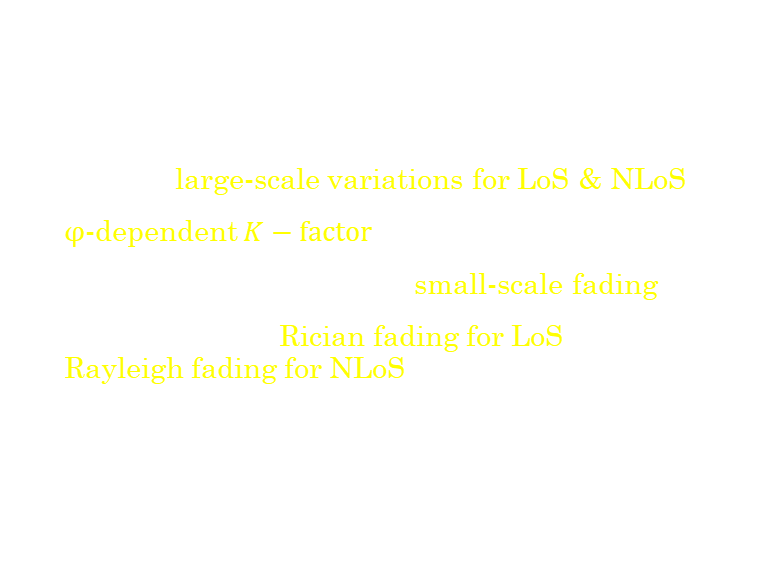 large-scale variations for LoS & NLoS
φ-dependent K − factor
small-scale fading
Rician fading for LoS
Rayleigh fading for NLoS